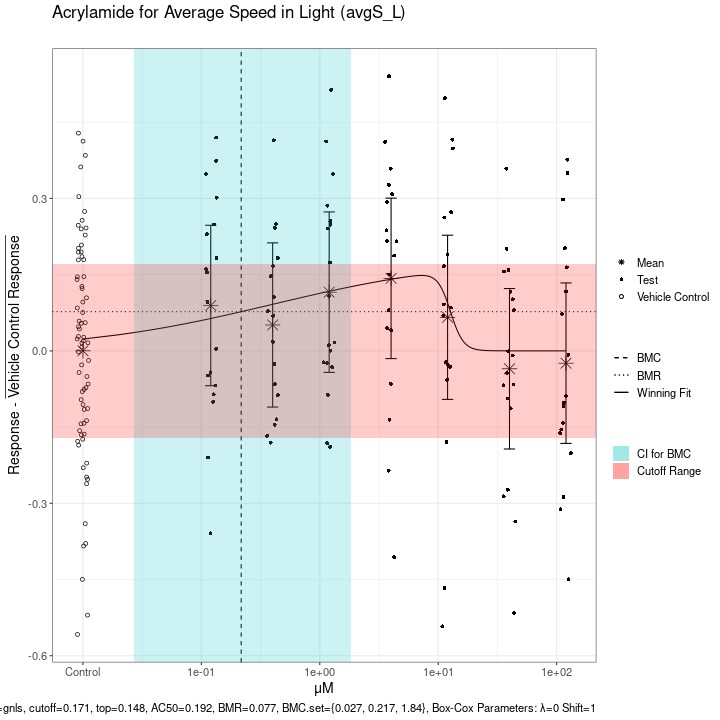 Acrylamide for Average Speed in Light (avgS_L)
Response - Vehicle Control Response
0.3
0.0
-0.3
-0.6
Control
1e-01
1e+00
1e+01
1e+02
μM
Mean
Test
Vehicle Control
BMC
BMR
Winning Fit
CI for BMC
Cutoff Range
=gnls, cutoff=0.171, top=0.148, AC50=0.192, BMR=0.077, BMC.set={0.027, 0.217, 1.84}, Box-Cox Parameters: λ=0 Shift=1